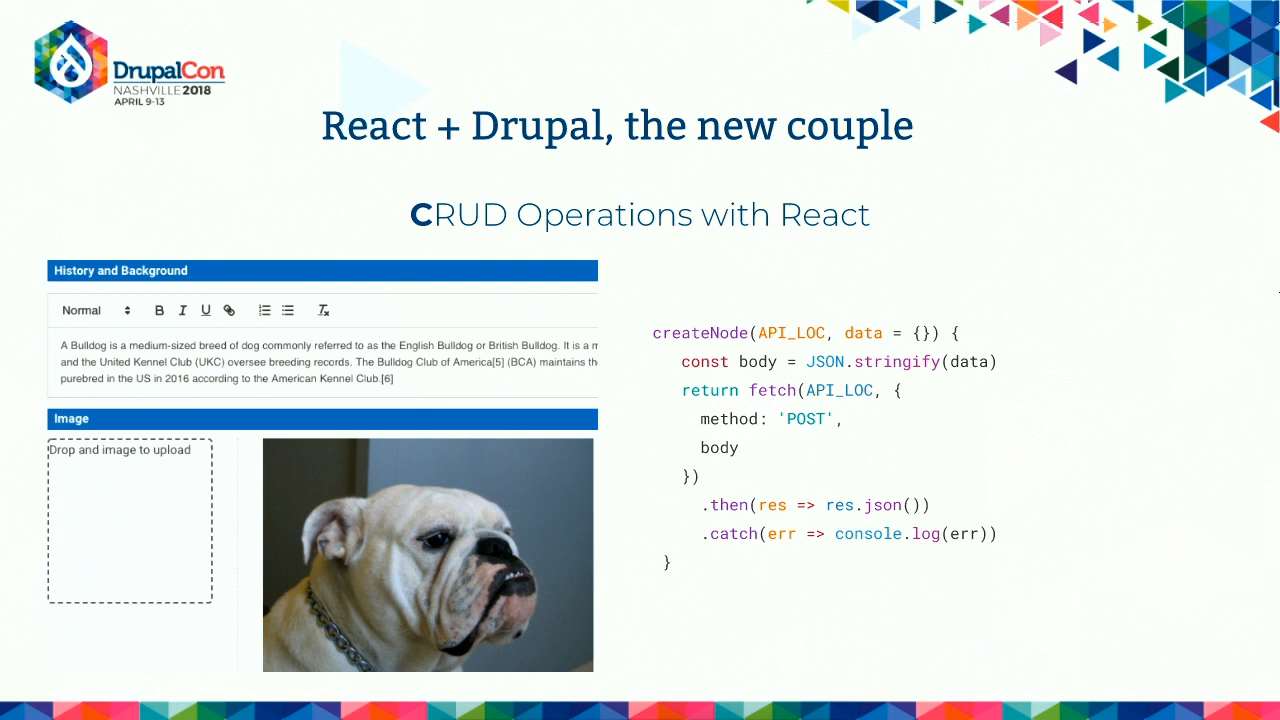 DrupalCon
NASHVILLE 2018
APRIL 9-13
React + Drupal, the new couple
CRUD Operations with React
History and Background
Normal
B I U
A Bulldog is a medium-sized breed of dog commonly referred to as the English Bulldog or British Bulldog. It is a m
and the United Kennel Club (UKC) oversee breeding records. The Bulldog Club of America[5] (BCA) maintains the
purebred in the US in 2016 according to the American Kennel Club.[6]
Image
Drop and image to upload
createNode(API_LOC, data = {}) {
const body = JSON.stringify(data)
return fetch(API_LOC, {
method: 'POST',
body
})
.then(res => res.json())
.catch(err => console.log(err))
}